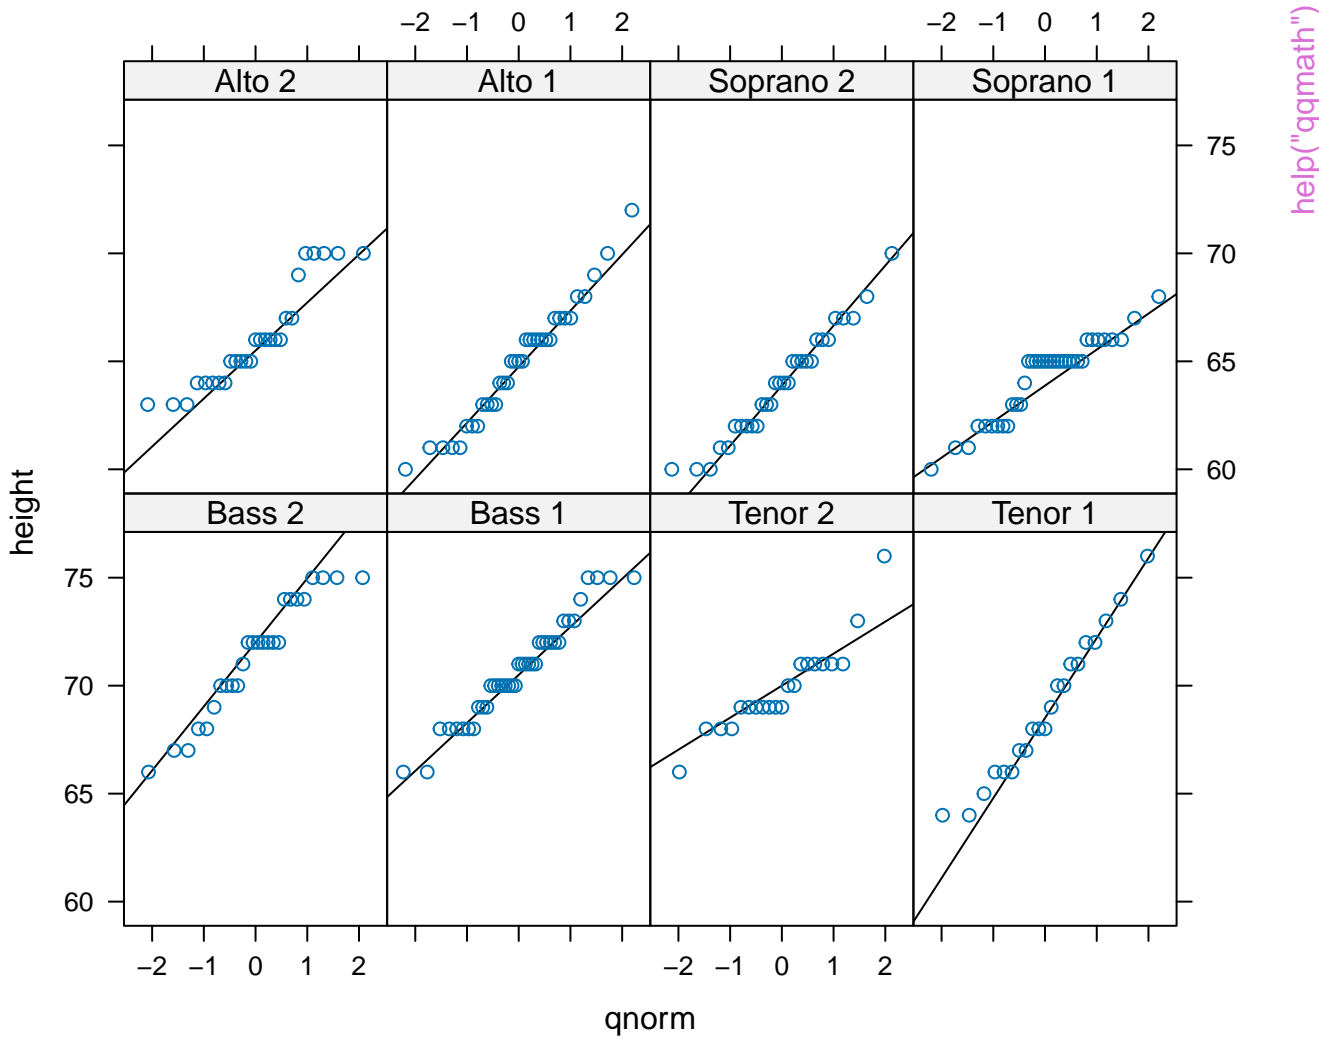 −2 −1 0 1 2 −2 −1 0 1 2
Alto 2 Alto 1 Soprano 2 Soprano 1
75
70
65
60
help("qqmath")
height
Bass 2 Bass 1 Tenor 2 Tenor 1
75
70
65
60
−2 −1 0 1 2 −2 −1 0 1 2
qnorm